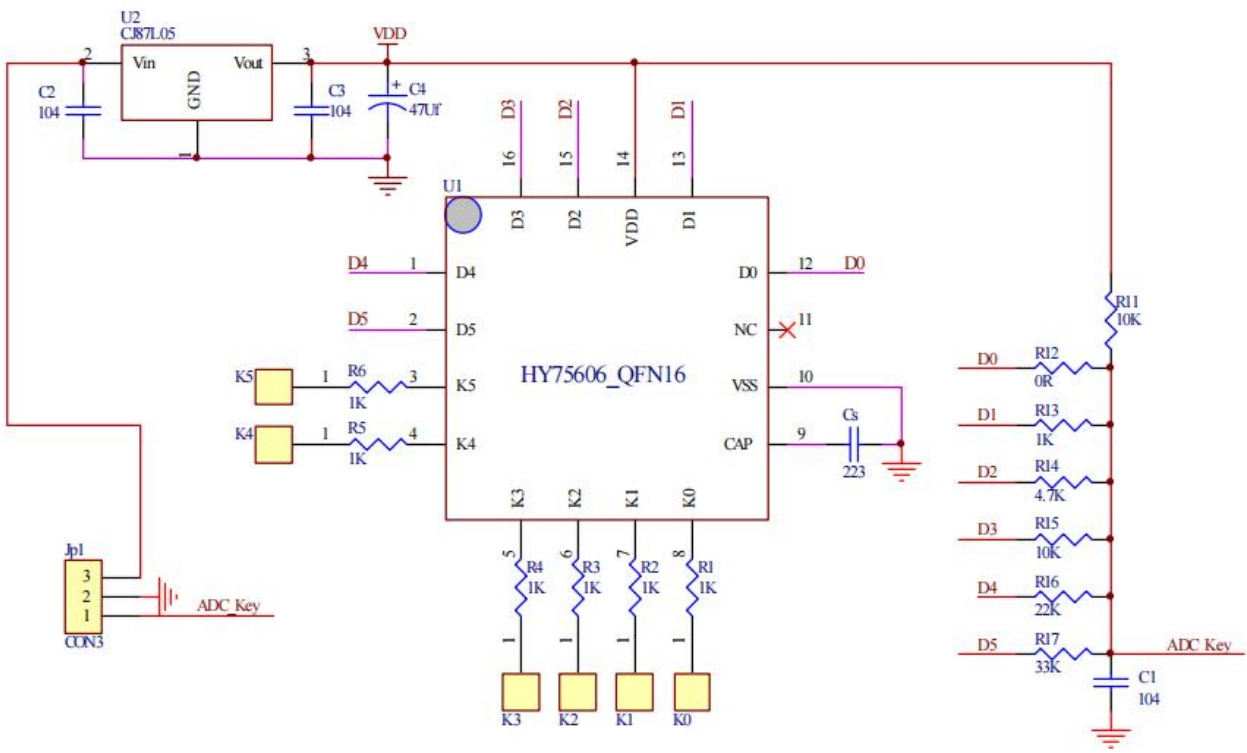 U2
CJ87L05
2
Vin
Vout
3
GND
1
C2
104
C3
104
VDD
+
C4
47Uf
D3
D2
D1
16
15
14
13
U1
D3
D2
VDD
D1
D4
1
D4
D0
12
D0
D5
2
D5
NC
11
K5
1
R6
1K
3
K5
HY75606_QFN16
VSS
10
K4
1
R5
1K
4
K4
CAP
9
Cs
223
K3
K2
K1
K0
5
6
7
8
R4
1K
R3
1K
R2
1K
R1
1K
1
1
1
1
K3
K2
K1
K0
R11
10K
D0
R12
0R
D1
R13
1K
D2
R14
4.7K
D3
R15
10K
D4
R16
22K
D5
R17
33K
ADC_Key
C1
104
Jp1
3
2
1
ADC_Key
CON3